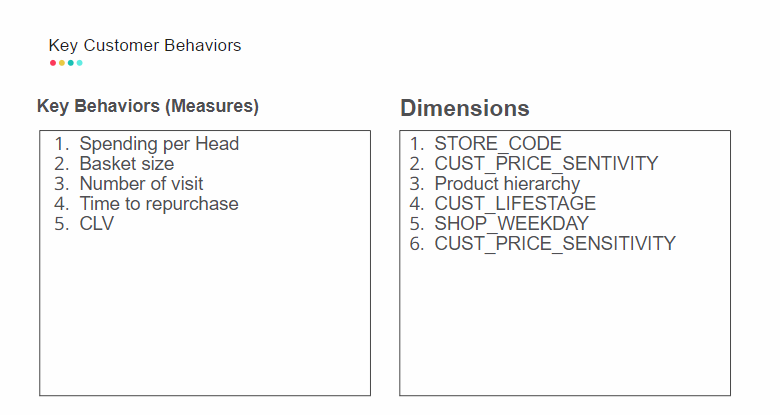 Key Customer Behaviors
Key Behaviors (Measures)
1. Spending per Head
2. Basket size
3. Number of visit
4. Time to repurchase
5. CLV
Dimensions
1. STORE_CODE
2. CUST_PRICE_SENTIVITY
3. Product hierarchy
4. CUST_LIFESTAGE
5. SHOP_WEEKDAY
6. CUST_PRICE_SENSITIVITY